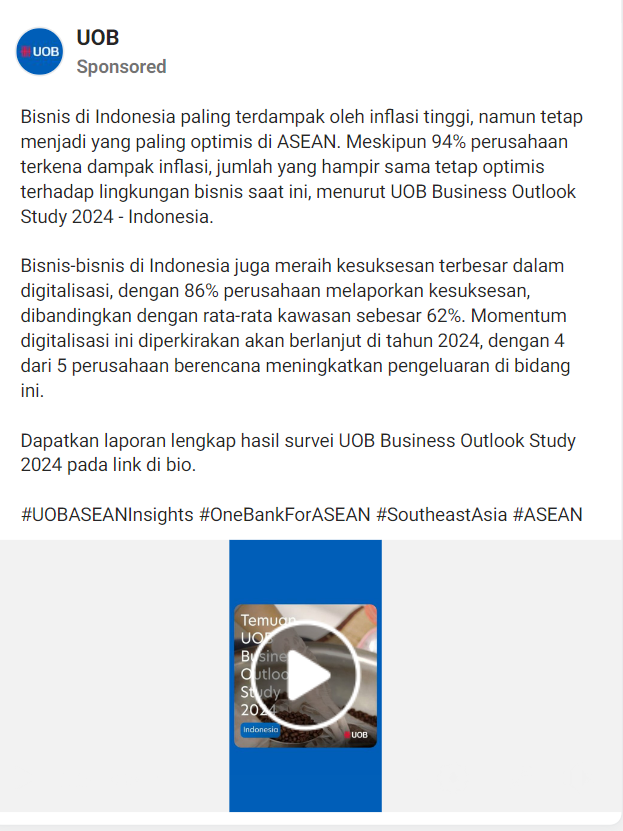 UOB
UOB
Sponsored
Bisnis di Indonesia paling terdampak oleh inflasi tinggi, namun tetap
menjadi yang paling optimis di ASEAN. Meskipun 94% perusahaan
terkena dampak inflasi, jumlah yang hampir sama tetap optimis
terhadap lingkungan bisnis saat ini, menurut UOB Business Outlook
Study 2024 - Indonesia.
Bisnis-bisnis di Indonesia juga meraih kesuksesan terbesar dalam
digitalisasi, dengan 86% perusahaan melaporkan kesuksesan,
dibandingkan dengan rata-rata kawasan sebesar 62%. Momentum
digitalisasi ini diperkirakan akan berlanjut di tahun 2024, dengan 4
dari 5 perusahaan berencana meningkatkan pengeluaran di bidang
ini.
Dapatkan laporan lengkap hasil survei UOB Business Outlook Study
2024 pada link di bio.
#UOBASEANInsights #OneBankForASEAN #SoutheastAsia #ASEAN
Temuan
UOB
Business
Outlook
Study
2024
Indonesia
UOB